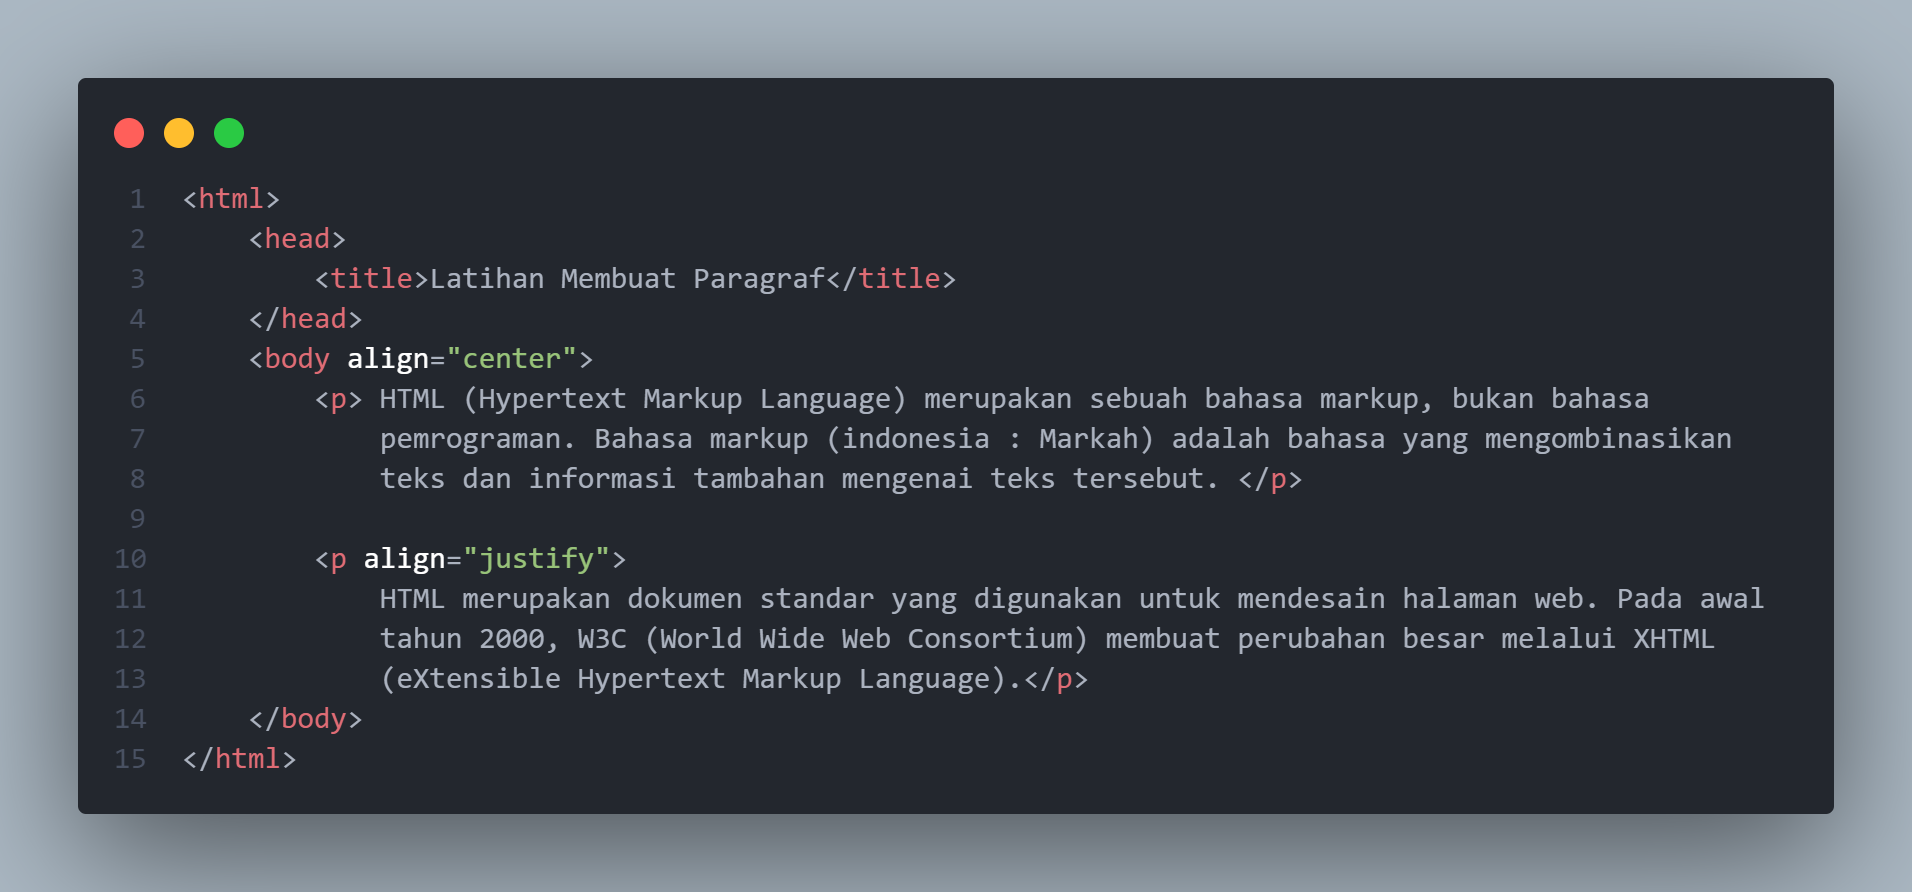 1 <html>
2     <head>
3         <title>Latihan Membuat Paragraf</title>
4     </head>
5     <body align="center">
6         <p> HTML (Hypertext Markup Language) merupakan sebuah bahasa markup, bukan bahasa
7             pemrograman. Bahasa markup (indonesia : Markah) adalah bahasa yang mengombinasikan
8             teks dan informasi tambahan mengenai teks tersebut. </p>
9
10         <p align="justify">
11             HTML merupakan dokumen standar yang digunakan untuk mendesain halaman web. Pada awal
12             tahun 2000, W3C (World Wide Web Consortium) membuat perubahan besar melalui XHTML
13             (eXtensible Hypertext Markup Language).</p>
14     </body>
15 </html>